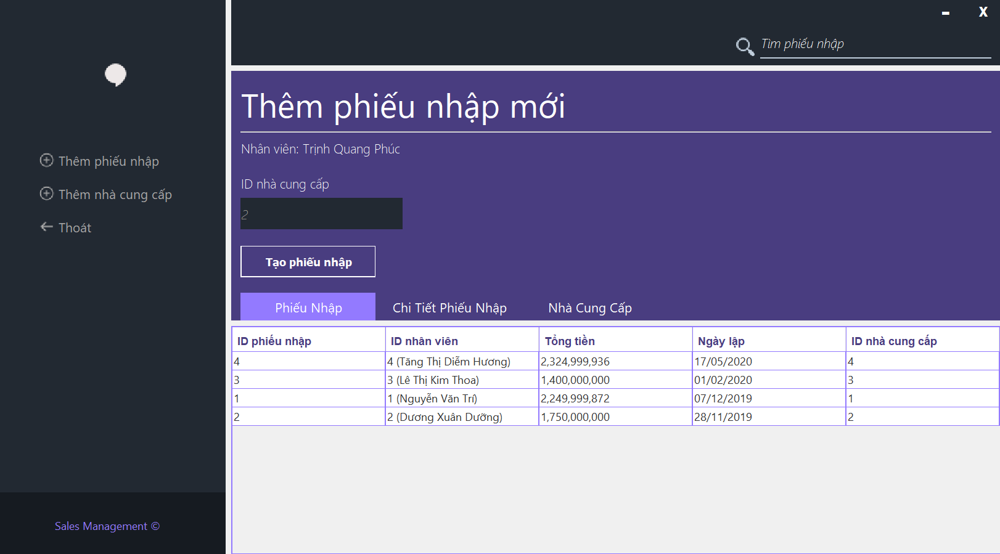 - X
Tìm phiếu nhập
Thêm phiếu nhập
Thêm nhà cung cấp
Thoát
Sales Management ©
Thêm phiếu nhập mới
Nhân viên: Trịnh Quang Phúc
ID nhà cung cấp
2
Tạo phiếu nhập
Phiếu Nhập Chi Tiết Phiếu Nhập Nhà Cung Cấp
ID phiếu nhập ID nhân viên Tổng tiền Ngày lập ID nhà cung cấp
4 4 (Tăng Thị Diễm Hương) 2,324,999,936 17/05/2020 4
3 3 (Lê Thị Kim Thoa) 1,400,000,000 01/02/2020 3
1 1 (Nguyễn Văn Trí) 2,249,999,872 07/12/2019 1
2 2 (Dương Xuân Dưỡng) 1,750,000,000 28/11/2019 2